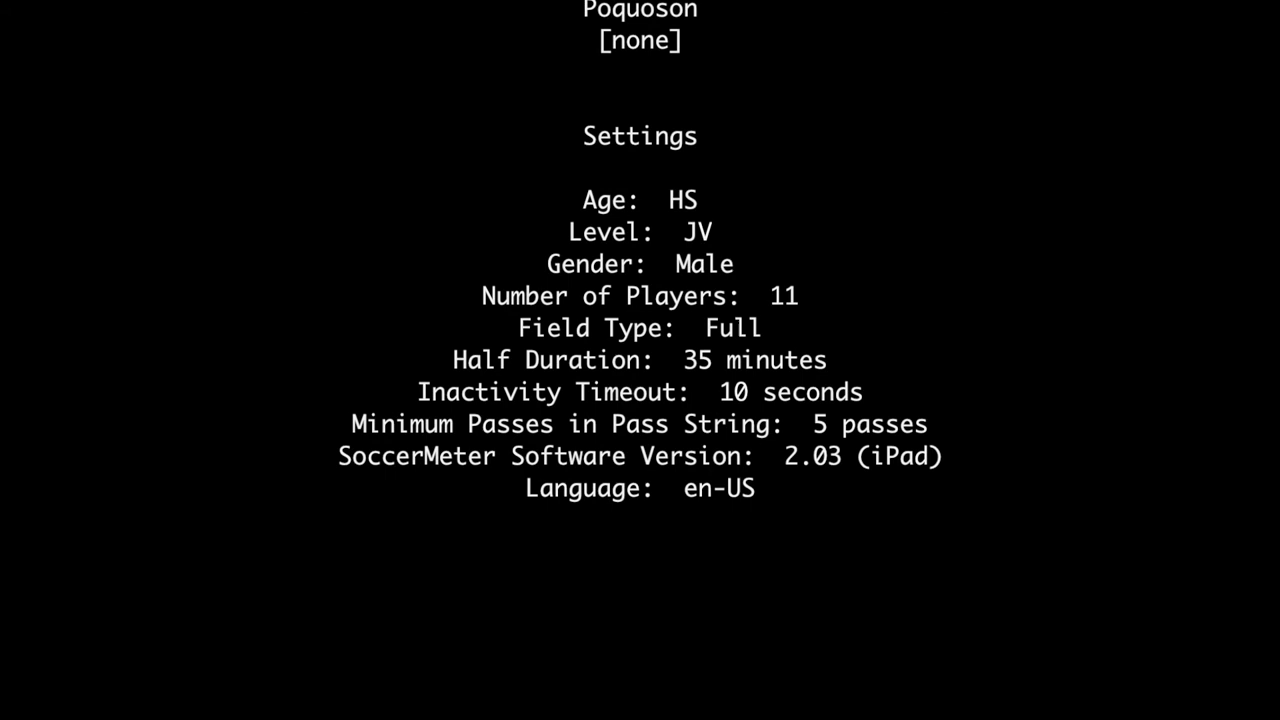 Poquoson
[none]
Settings
Age:  HS
Level:  JV
Gender:  Male
Number of Players:  11
Field Type:  Full
Half Duration:  35 minutes
Inactivity Timeout:  10 seconds
Minimum Passes in Pass String:  5 passes
SoccerMeter Software Version:  2.03 (iPad)
Language:  en-US